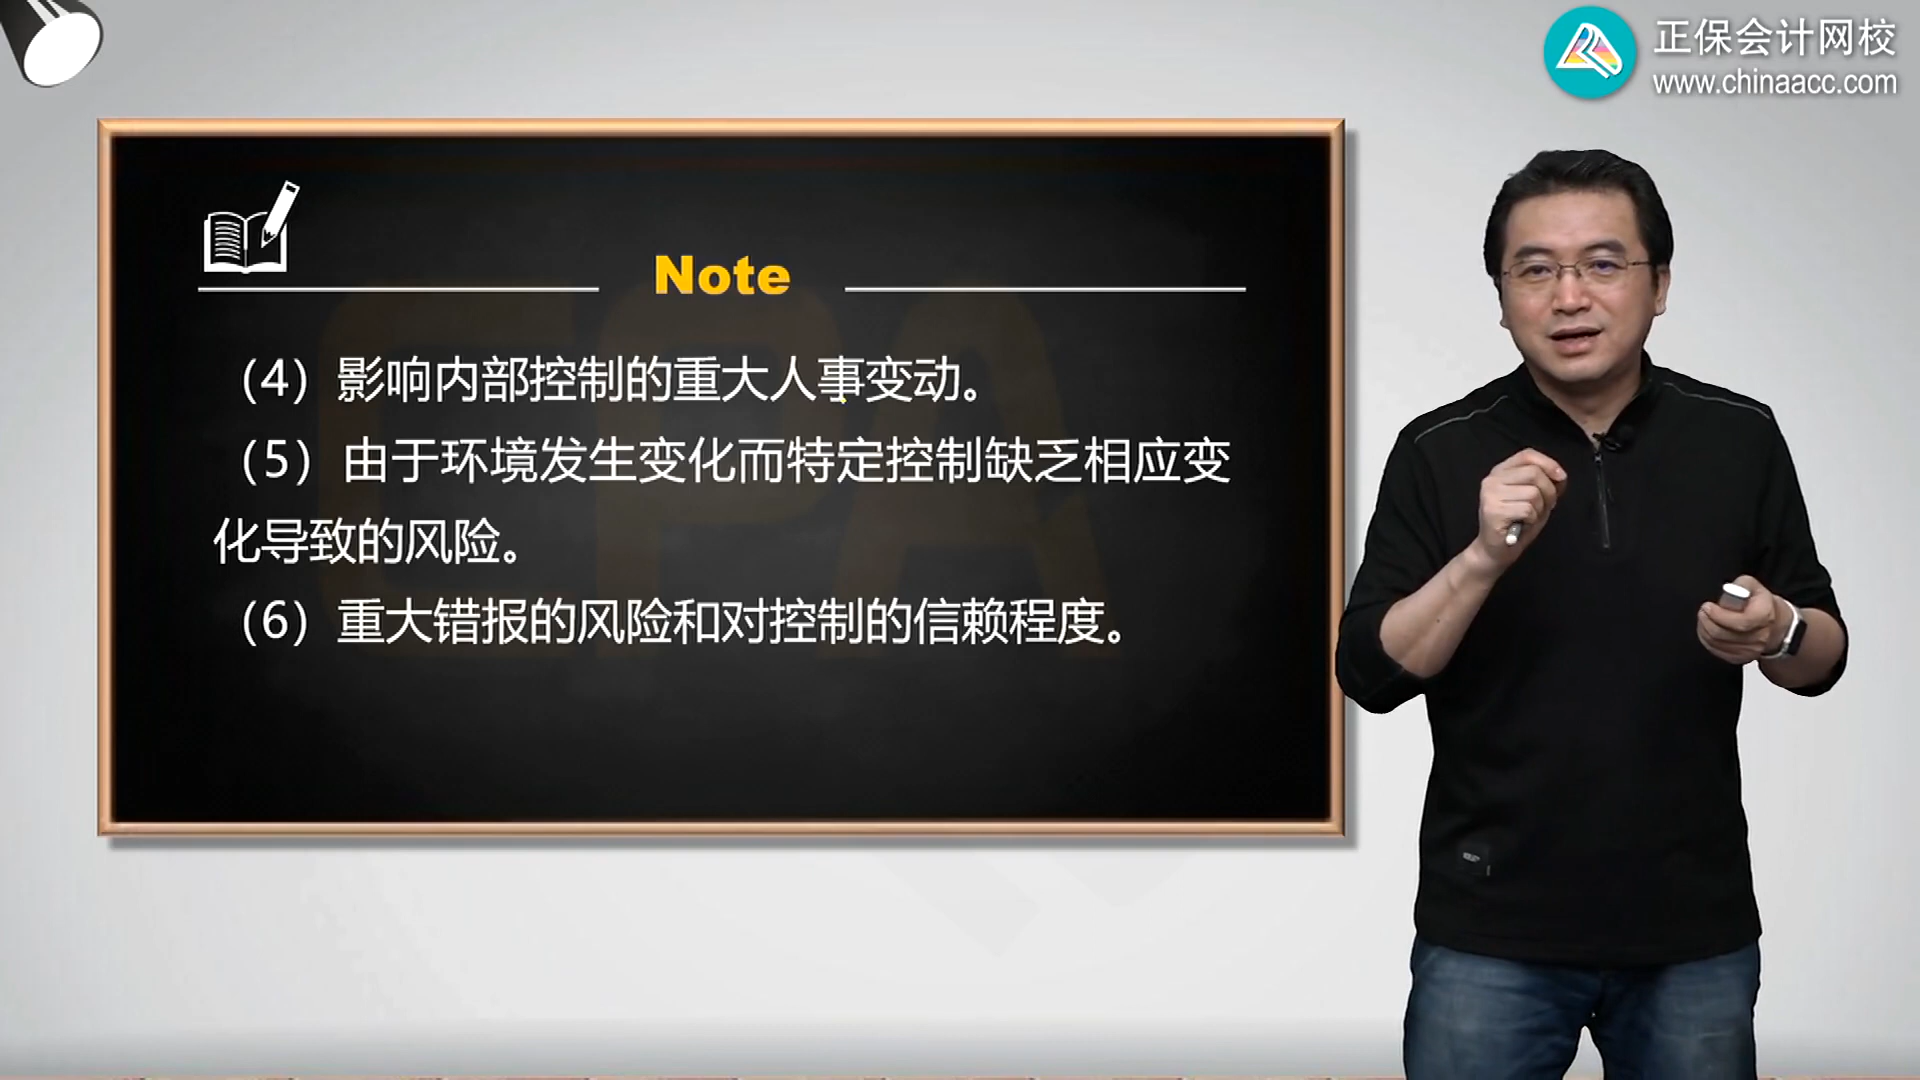 正保会计网校
www.chinaacc.com
Note
（4）影响内部控制的重大人事变动。
（5）由于环境发生变化而特定控制缺乏相应变
化导致的风险。
（6）重大错报的风险和对控制的信赖程度。
CPA